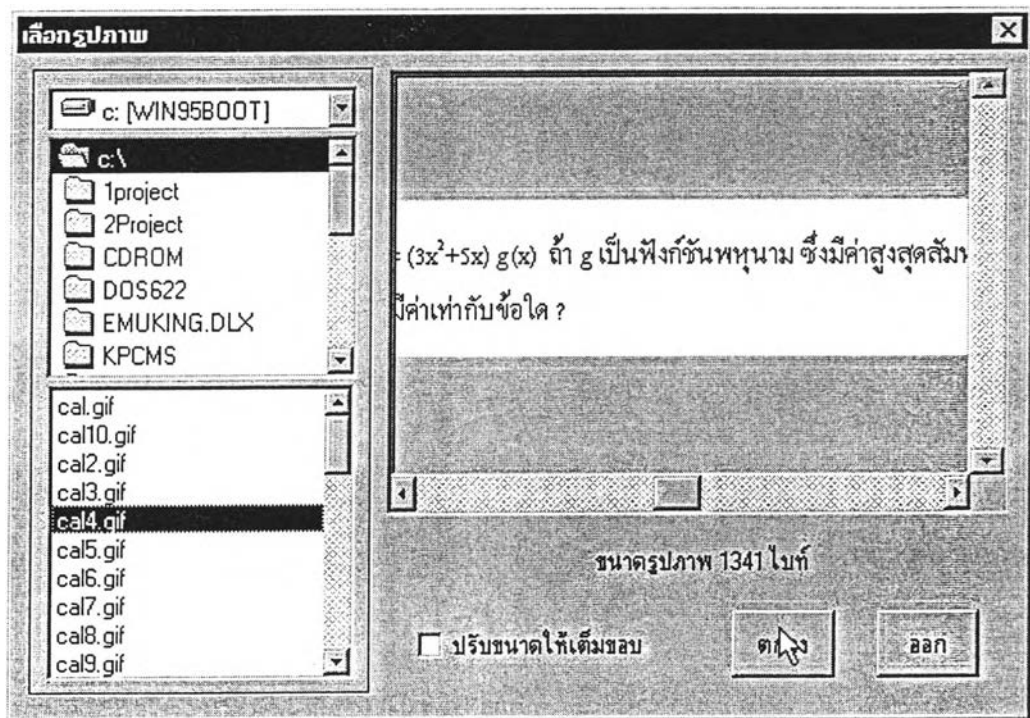 เลือกรูปภาพ
c: [WIN95BOOT]
c:\
1project
2Project
CDROM
DOS622
EMUKING.DLX
KPCMS
cal.gif
cal10.gif
cal2.gif
cal3.gif
cal4.gif
cal5.gif
cal6.gif
cal7.gif
cal8.gif
cal9.gif
= (3x²+5x) g(x) ถ้า g เป็นฟังก์ชันพหุนาม ซึ่งมีค่าสูงสุดสัมพ
มีค่าเท่ากับข้อใด ?
ขนาดรูปภาพ 1341 ไบท์
ปรับขนาดให้เต็มขอบ
ออก